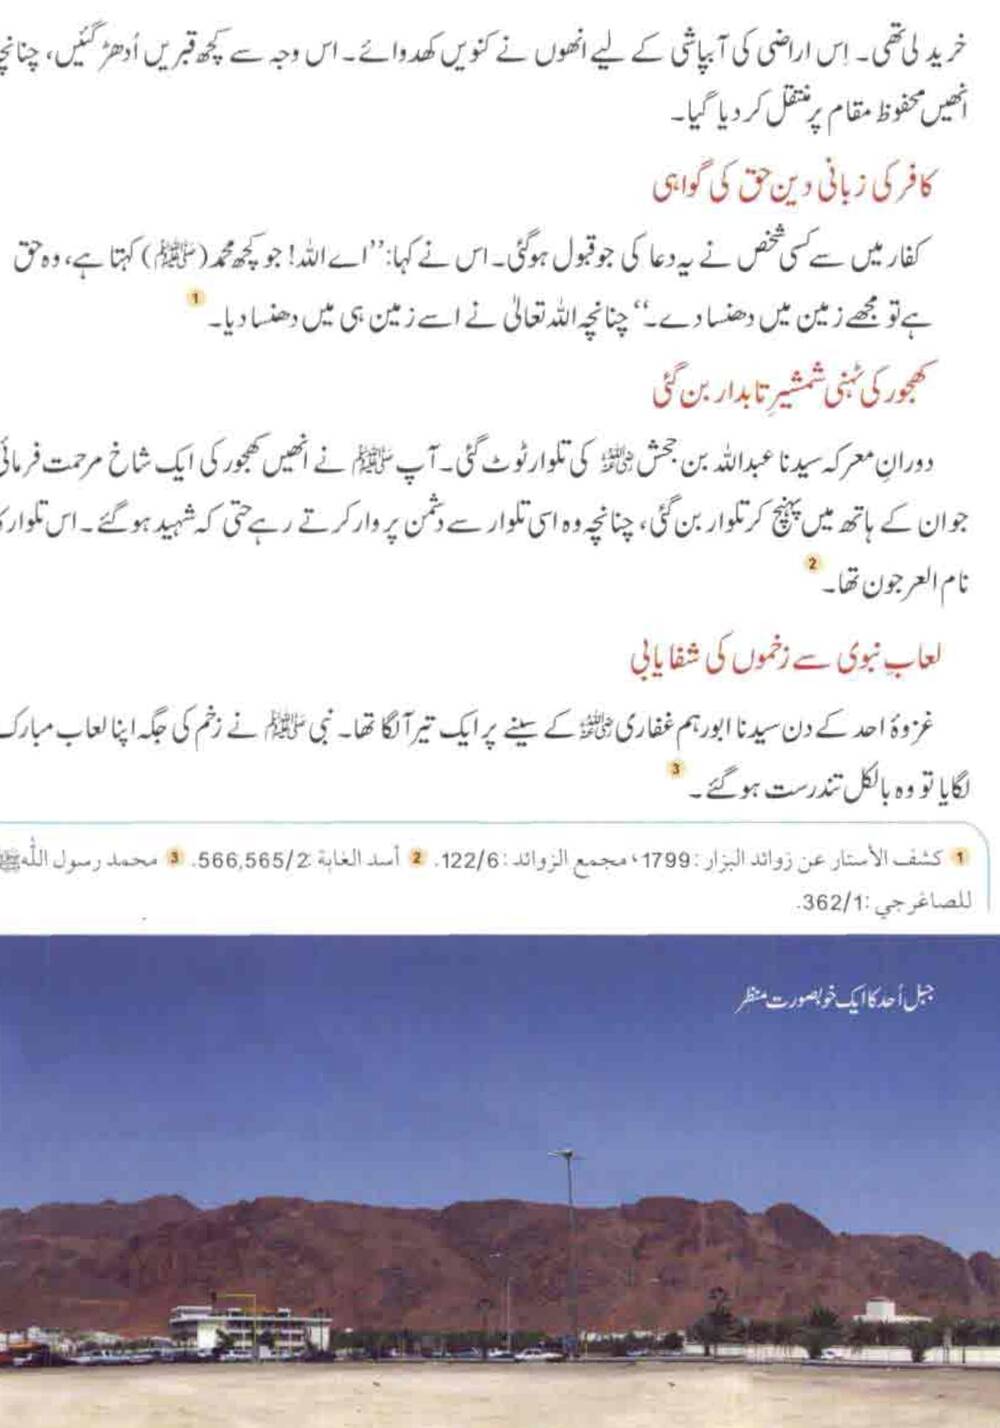 خرید لی تھی۔ اِس اراضی کی آبپاشی کے لیے انھوں نے کنویں کھدوائے۔ اس وجہ سے کچھ قبریں اُدھڑ گئیں، چنانچہ
انھیں محفوظ مقام پر منتقل کر دیا گیا۔
کافر کی زبانی دین حق کی گواہی
کفار میں سے کسی شخص نے یہ دعا کی جو قبول ہوگئی۔ اس نے کہا: ’’اے اللہ! جو کچھ محمد (ﷺ) کہتا ہے، وہ حق
ہے تو مجھے زمین میں دھنسا دے۔‘‘ چنانچہ اللہ تعالیٰ نے اسے زمین ہی میں دھنسا دیا۔ 1
کھجور کی ٹہنی شمشیرِ تابدار بن گئی
دورانِ معرکہ سیدنا عبداللہ بن جحش رضی اللہ عنہ کی تلوار ٹوٹ گئی۔ آپ ﷺ نے انھیں کھجور کی ایک شاخ مرحمت فرمائی
جو ان کے ہاتھ میں پہنچ کر تلوار بن گئی، چنانچہ وہ اسی تلوار سے دشمن پر وار کرتے رہے حتی کہ شہید ہوگئے۔ اس تلوار کا
نام العرجون تھا۔ 2
لعابِ نبوی سے زخموں کی شفایابی
غزوۂ احد کے دن سیدنا ابورہم غفاری رضی اللہ عنہ کے سینے پر ایک تیر آلگا تھا۔ نبی ﷺ نے زخم کی جگہ اپنا لعاب مبارک
لگایا تو وہ بالکل تندرست ہوگئے۔ 3
1 كشف الأستار عن زوائد البزار: 1799، مجمع الزوائد: 122/6. 2 أسد الغابة: 566,565/2. 3 محمد رسول اللّٰه ﷺ
للصاغرجي: 362/1.
جبل اُحد کا ایک خوبصورت منظر